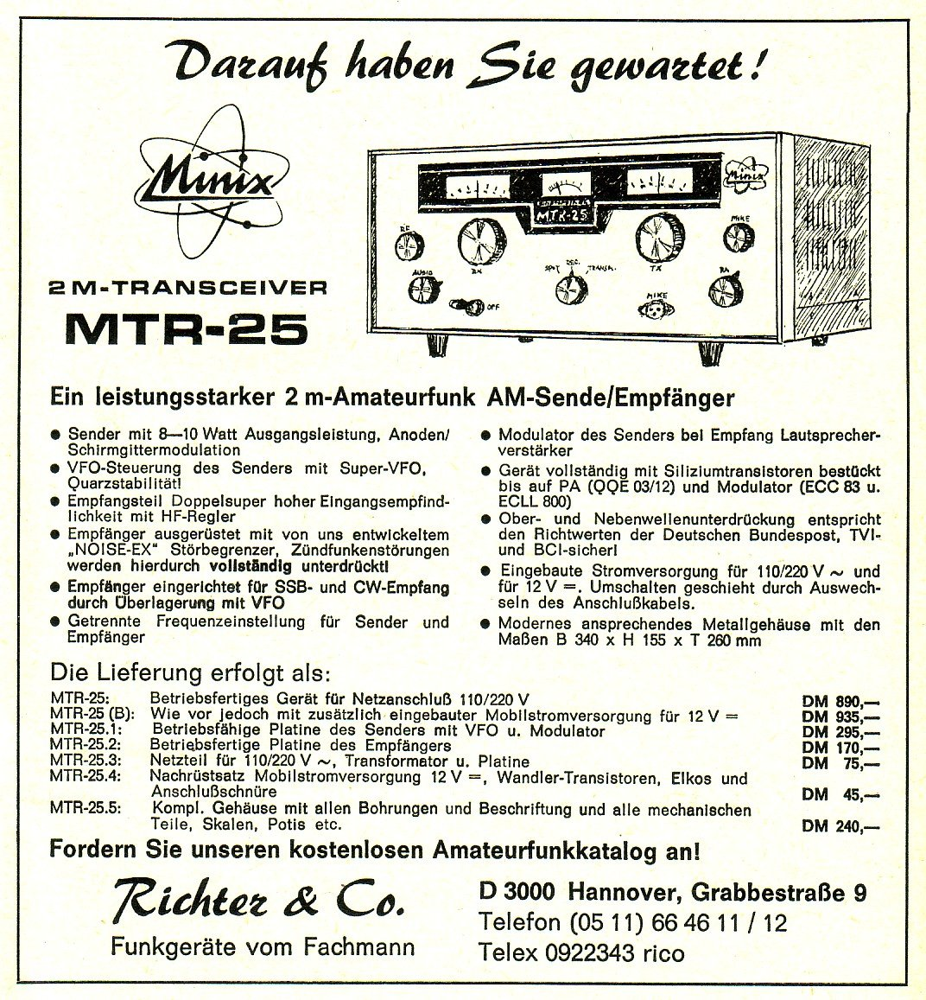 Darauf haben Sie gewartet!
Minix
2 M-TRANSCEIVER
MTR-25
Minix
MTR-25
RF
MIKE
AUDIO
RX
SPOT
REC.
TRANSM.
TX
PA
OFF
MIKE
Ein leistungsstarker 2 m-Amateurfunk AM-Sende/Empfänger
● Sender mit 8—10 Watt Ausgangsleistung, Anoden/
Schirmgittermodulation
● VFO-Steuerung des Senders mit Super-VFO,
Quarzstabilität!
● Empfangsteil Doppelsuper hoher Eingangsempfind-
lichkeit mit HF-Regler
● Empfänger ausgerüstet mit von uns entwickeltem
„NOISE-EX“ Störbegrenzer, Zündfunkenstörungen
werden hierdurch vollständig unterdrückt!
● Empfänger eingerichtet für SSB- und CW-Empfang
durch Überlagerung mit VFO
● Getrennte Frequenzeinstellung für Sender und
Empfänger
● Modulator des Senders bei Empfang Lautsprecher-
verstärker
● Gerät vollständig mit Siliziumtransistoren bestückt
bis auf PA (QQE 03/12) und Modulator (ECC 83 u.
ECLL 800)
● Ober- und Nebenwellenunterdrückung entspricht
den Richtwerten der Deutschen Bundespost, TVI-
und BCI-sicher!
● Eingebaute Stromversorgung für 110/220 V ~ und
für 12 V =. Umschalten geschieht durch Auswech-
seln des Anschlußkabels.
● Modernes ansprechendes Metallgehäuse mit den
Maßen B 340 x H 155 x T 260 mm
Die Lieferung erfolgt als:
MTR-25: Betriebsfertiges Gerät für Netzanschluß 110/220 V DM 890,—
MTR-25 (B): Wie vor jedoch mit zusätzlich eingebauter Mobilstromversorgung für 12 V = DM 935,—
MTR-25.1: Betriebsfähige Platine des Senders mit VFO u. Modulator DM 295,—
MTR-25.2: Betriebsfertige Platine des Empfängers DM 170,—
MTR-25.3: Netzteil für 110/220 V ~, Transformator u. Platine DM 75,—
MTR-25.4: Nachrüstsatz Mobilstromversorgung 12 V =, Wandler-Transistoren, Elkos und
Anschlußschnüre DM 45,—
MTR-25.5: Kompl. Gehäuse mit allen Bohrungen und Beschriftung und alle mechanischen
Teile, Skalen, Potis etc. DM 240,—
Fordern Sie unseren kostenlosen Amateurfunkkatalog an!
Richter & Co.
Funkgeräte vom Fachmann
D 3000 Hannover, Grabbestraße 9
Telefon (05 11) 66 46 11 / 12
Telex 0922343 rico